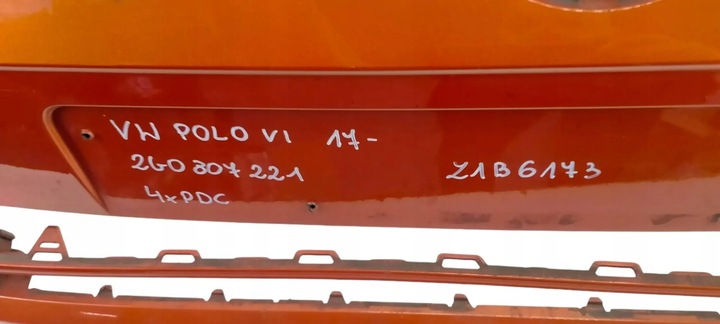 VW POLO VI 17-
2G0 807 221 Z1B6173
4xPDC